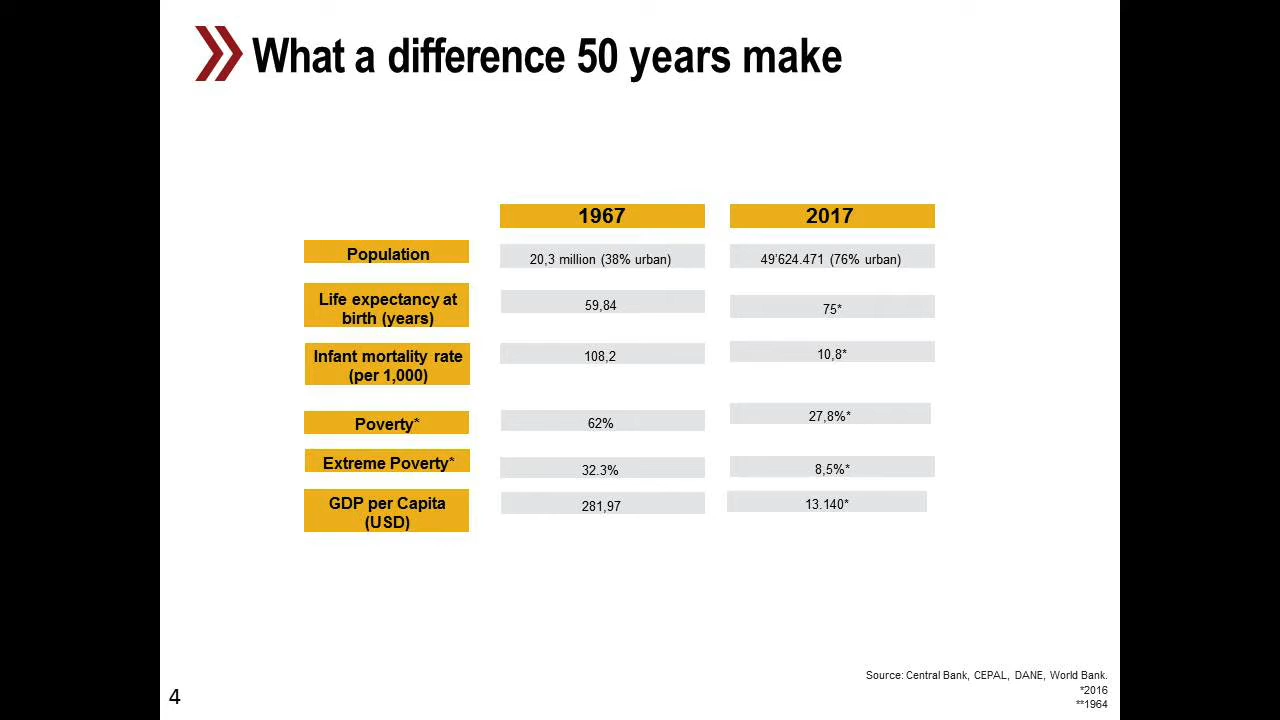 What a difference 50 years make
1967 2017
Population 20,3 million (38% urban) 49'624.471 (76% urban)
Life expectancy at
birth (years) 59,84 75*
Infant mortality rate
(per 1,000) 108,2 10,8*
Poverty* 62% 27,8%*
Extreme Poverty* 32.3% 8,5%*
GDP per Capita
(USD) 281,97 13.140*
Source: Central Bank, CEPAL, DANE, World Bank.
*2016
**1964
4